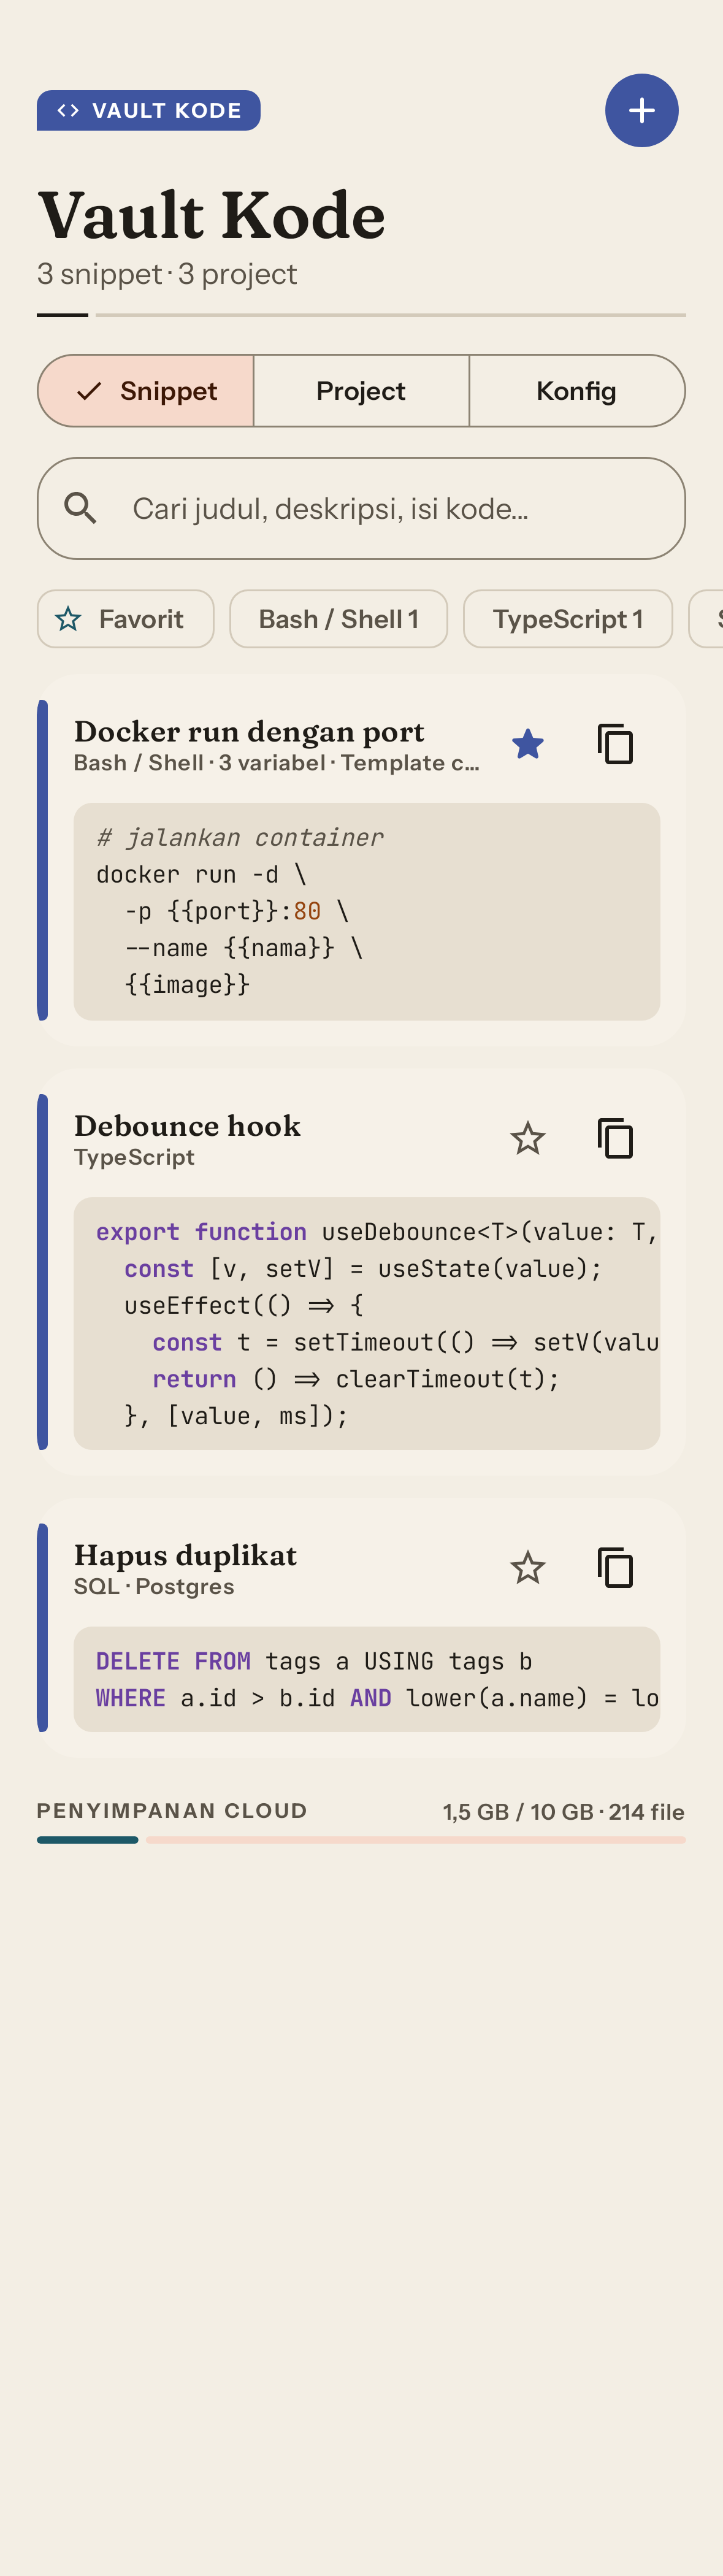 <> VAULT KODE
Vault Kode
3 snippet · 3 project
Snippet
Project
Konfig
Cari judul, deskripsi, isi kode...
Favorit
Bash / Shell 1
TypeScript 1
Docker run dengan port
Bash / Shell · 3 variabel · Template c...
# jalankan container
docker run -d \
  -p {{port}}:80 \
  --name {{nama}} \
  {{image}}
Debounce hook
TypeScript
export function useDebounce<T>(value: T,
  const [v, setV] = useState(value);
  useEffect(() => {
    const t = setTimeout(() => setV(valu
    return () => clearTimeout(t);
  }, [value, ms]);
Hapus duplikat
SQL · Postgres
DELETE FROM tags a USING tags b
WHERE a.id > b.id AND lower(a.name) = lo
PENYIMPANAN CLOUD
1,5 GB / 10 GB · 214 file